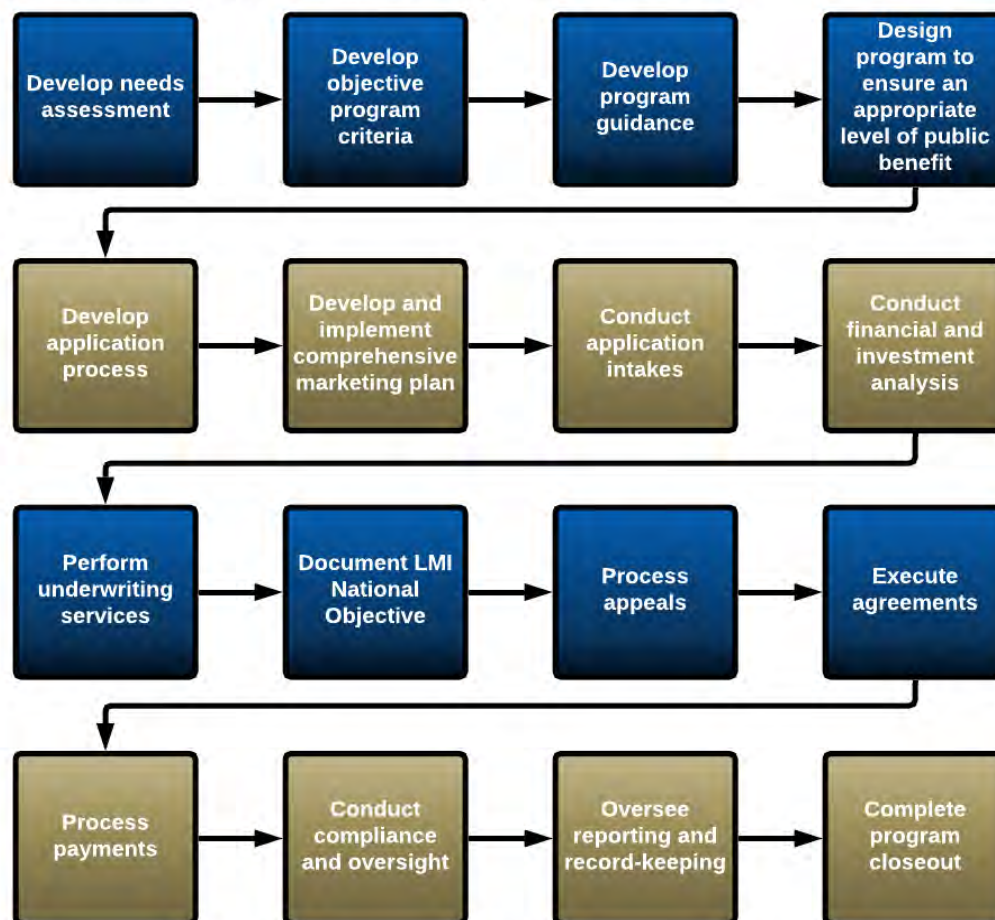 Develop needs
assessment
Develop
objective
program
criteria
Develop
program
guidance
Design
program to
ensure an
appropriate
level of public
benefit
Develop
application
process
Develop and
implement
comprehensive
marketing plan
Conduct
application
intakes
Conduct
financial and
investment
analysis
Perform
underwriting
services
Document LMI
National
Objective
Process
appeals
Execute
agreements
Process
payments
Conduct
compliance
and oversight
Oversee
reporting and
record-keeping
Complete
program
closeout